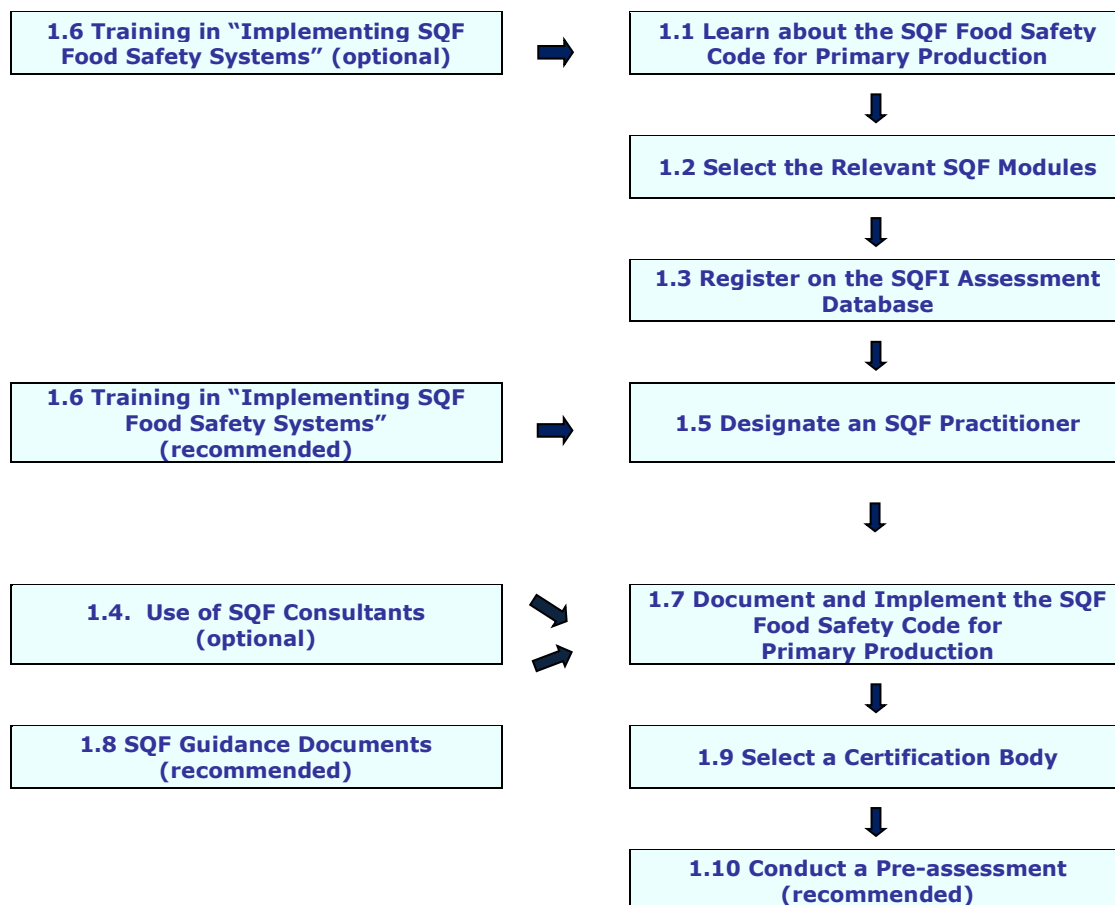 1.6 Training in “Implementing SQF
Food Safety Systems” (optional)
1.1 Learn about the SQF Food Safety
Code for Primary Production
1.2 Select the Relevant SQF Modules
1.3 Register on the SQFI Assessment
Database
1.6 Training in “Implementing SQF
Food Safety Systems”
(recommended)
1.5 Designate an SQF Practitioner
1.4.  Use of SQF Consultants
(optional)
1.7 Document and Implement the SQF
Food Safety Code for
Primary Production
1.8 SQF Guidance Documents
(recommended)
1.9 Select a Certification Body
1.10 Conduct a Pre-assessment
(recommended)